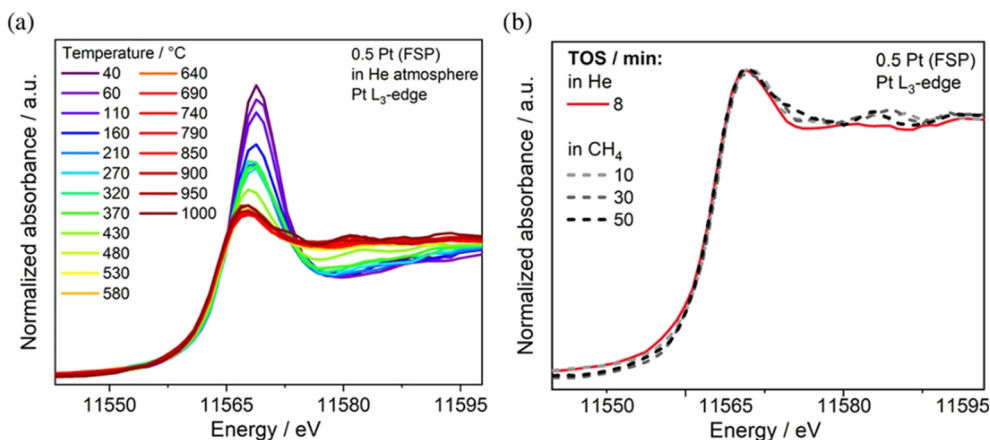 (a)
Temperature / °C
40
60
110
160
210
270
320
370
430
480
530
580
640
690
740
790
850
900
950
1000
0.5 Pt (FSP)
in He atmosphere
Pt L₃-edge
Normalized absorbance / a.u.
11550 11565 11580 11595
Energy / eV
(b)
TOS / min:
in He
8
in CH₄
10
30
50
0.5 Pt (FSP)
Pt L₃-edge
Normalized absorbance / a.u.
11550 11565 11580 11595
Energy / eV